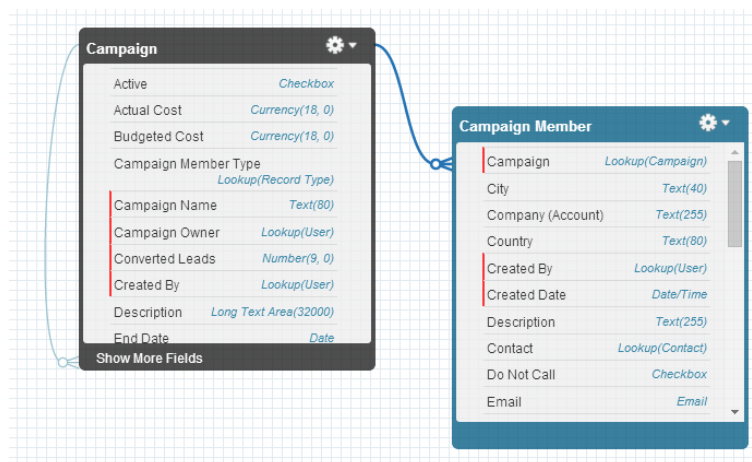 Campaign
Active Checkbox
Actual Cost Currency(18, 0)
Budgeted Cost Currency(18, 0)
Campaign Member Type
Lookup(Record Type)
Campaign Name Text(80)
Campaign Owner Lookup(User)
Converted Leads Number(9, 0)
Created By Lookup(User)
Description Long Text Area(32000)
End Date Date
Show More Fields
Campaign Member
Campaign Lookup(Campaign)
City Text(40)
Company (Account) Text(255)
Country Text(80)
Created By Lookup(User)
Created Date Date/Time
Description Text(255)
Contact Lookup(Contact)
Do Not Call Checkbox
Email Email